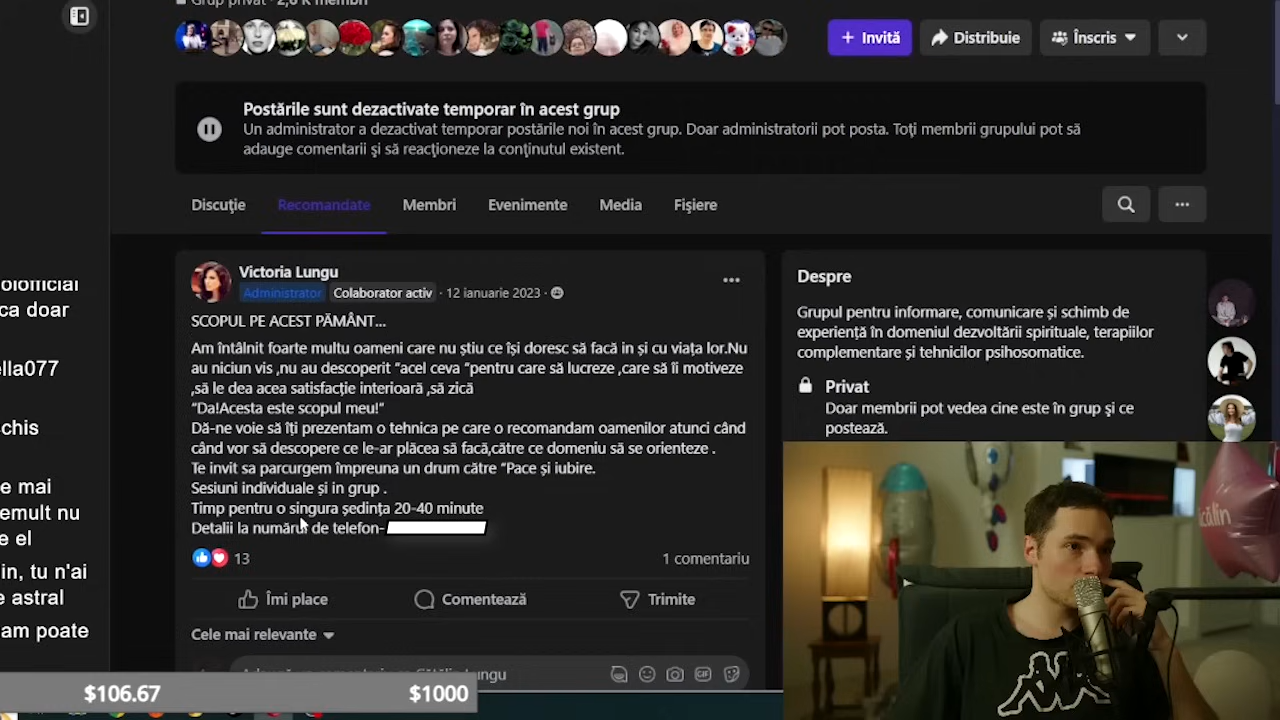 Grup privat · 2,6 K membri
Invită
Distribuie
Înscris
Postările sunt dezactivate temporar în acest grup
Un administrator a dezactivat temporar postările noi în acest grup. Doar administratorii pot posta. Toți membrii grupului pot să
adauge comentarii și să reacționeze la conținutul existent.
Discuție
Recomandate
Membri
Evenimente
Media
Fișiere
Victoria Lungu
Administrator
Colaborator activ
· 12 ianuarie 2023 ·
SCOPUL PE ACEST PĂMÂNT...
Am întâlnit foarte multu oameni care nu știu ce își doresc să facă in și cu viața lor.Nu
au niciun vis ,nu au descoperit "acel ceva "pentru care să lucreze ,care să îi motiveze
,să le dea acea satisfacție interioară ,să zică
"Da!Acesta este scopul meu!"
Dă-ne voie să îți prezentam o tehnica pe care o recomandam oamenilor atunci când
când vor să descopere ce le-ar plăcea să facă,către ce domeniu să se orienteze .
Te invit sa parcurgem împreuna un drum către "Pace și iubire.
Sesiuni individuale și in grup .
Timp pentru o singura ședința 20-40 minute
Detalii la numărul de telefon-
13
1 comentariu
Îmi place
Comentează
Trimite
Cele mai relevante
Despre
Grupul pentru informare, comunicare și schimb de
experiență în domeniul dezvoltării spirituale, terapiilor
complementare și tehnicilor psihosomatice.
Privat
Doar membrii pot vedea cine este în grup și ce
postează.
olofficial
ca doar
ella077
schis
e mai
emult nu
e el
in, tu n'ai
e astral
am poate
$106.67
$1000
GIF
Kappa